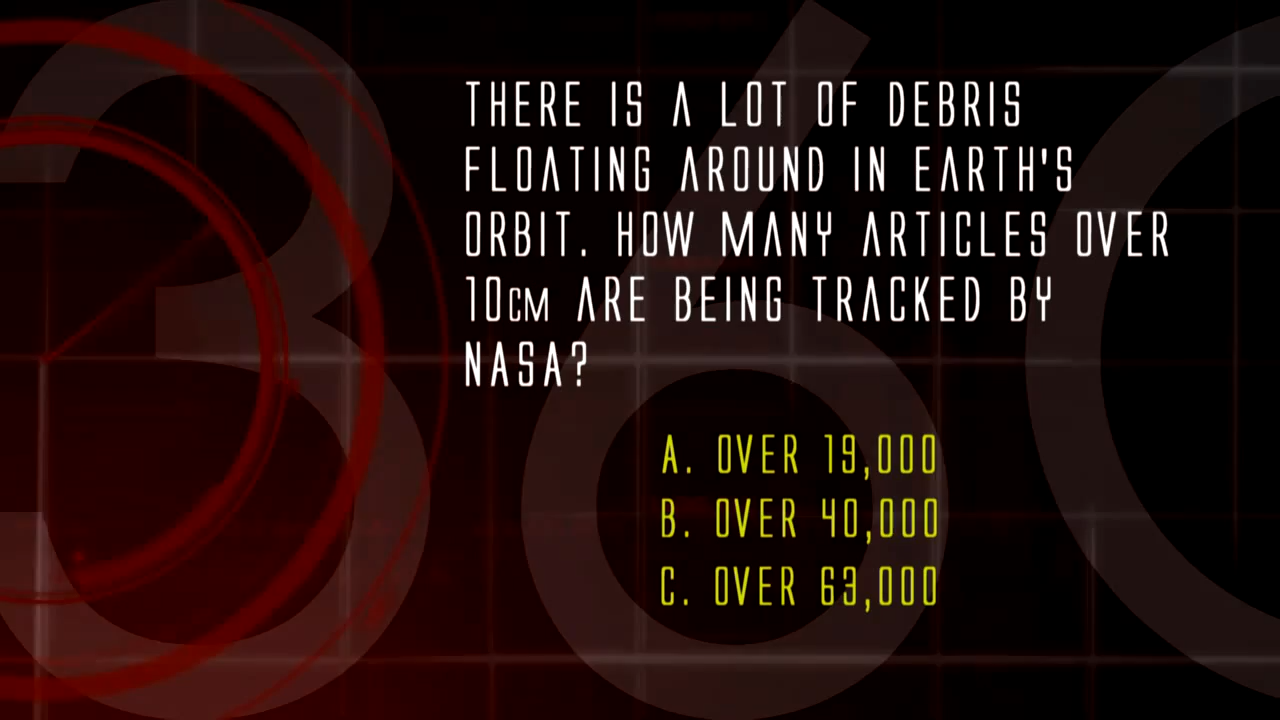 360
THERE IS A LOT OF DEBRIS
FLOATING AROUND IN EARTH'S
ORBIT. HOW MANY ARTICLES OVER
10CM ARE BEING TRACKED BY
NASA?
A. OVER 19,000
B. OVER 40,000
C. OVER 63,000